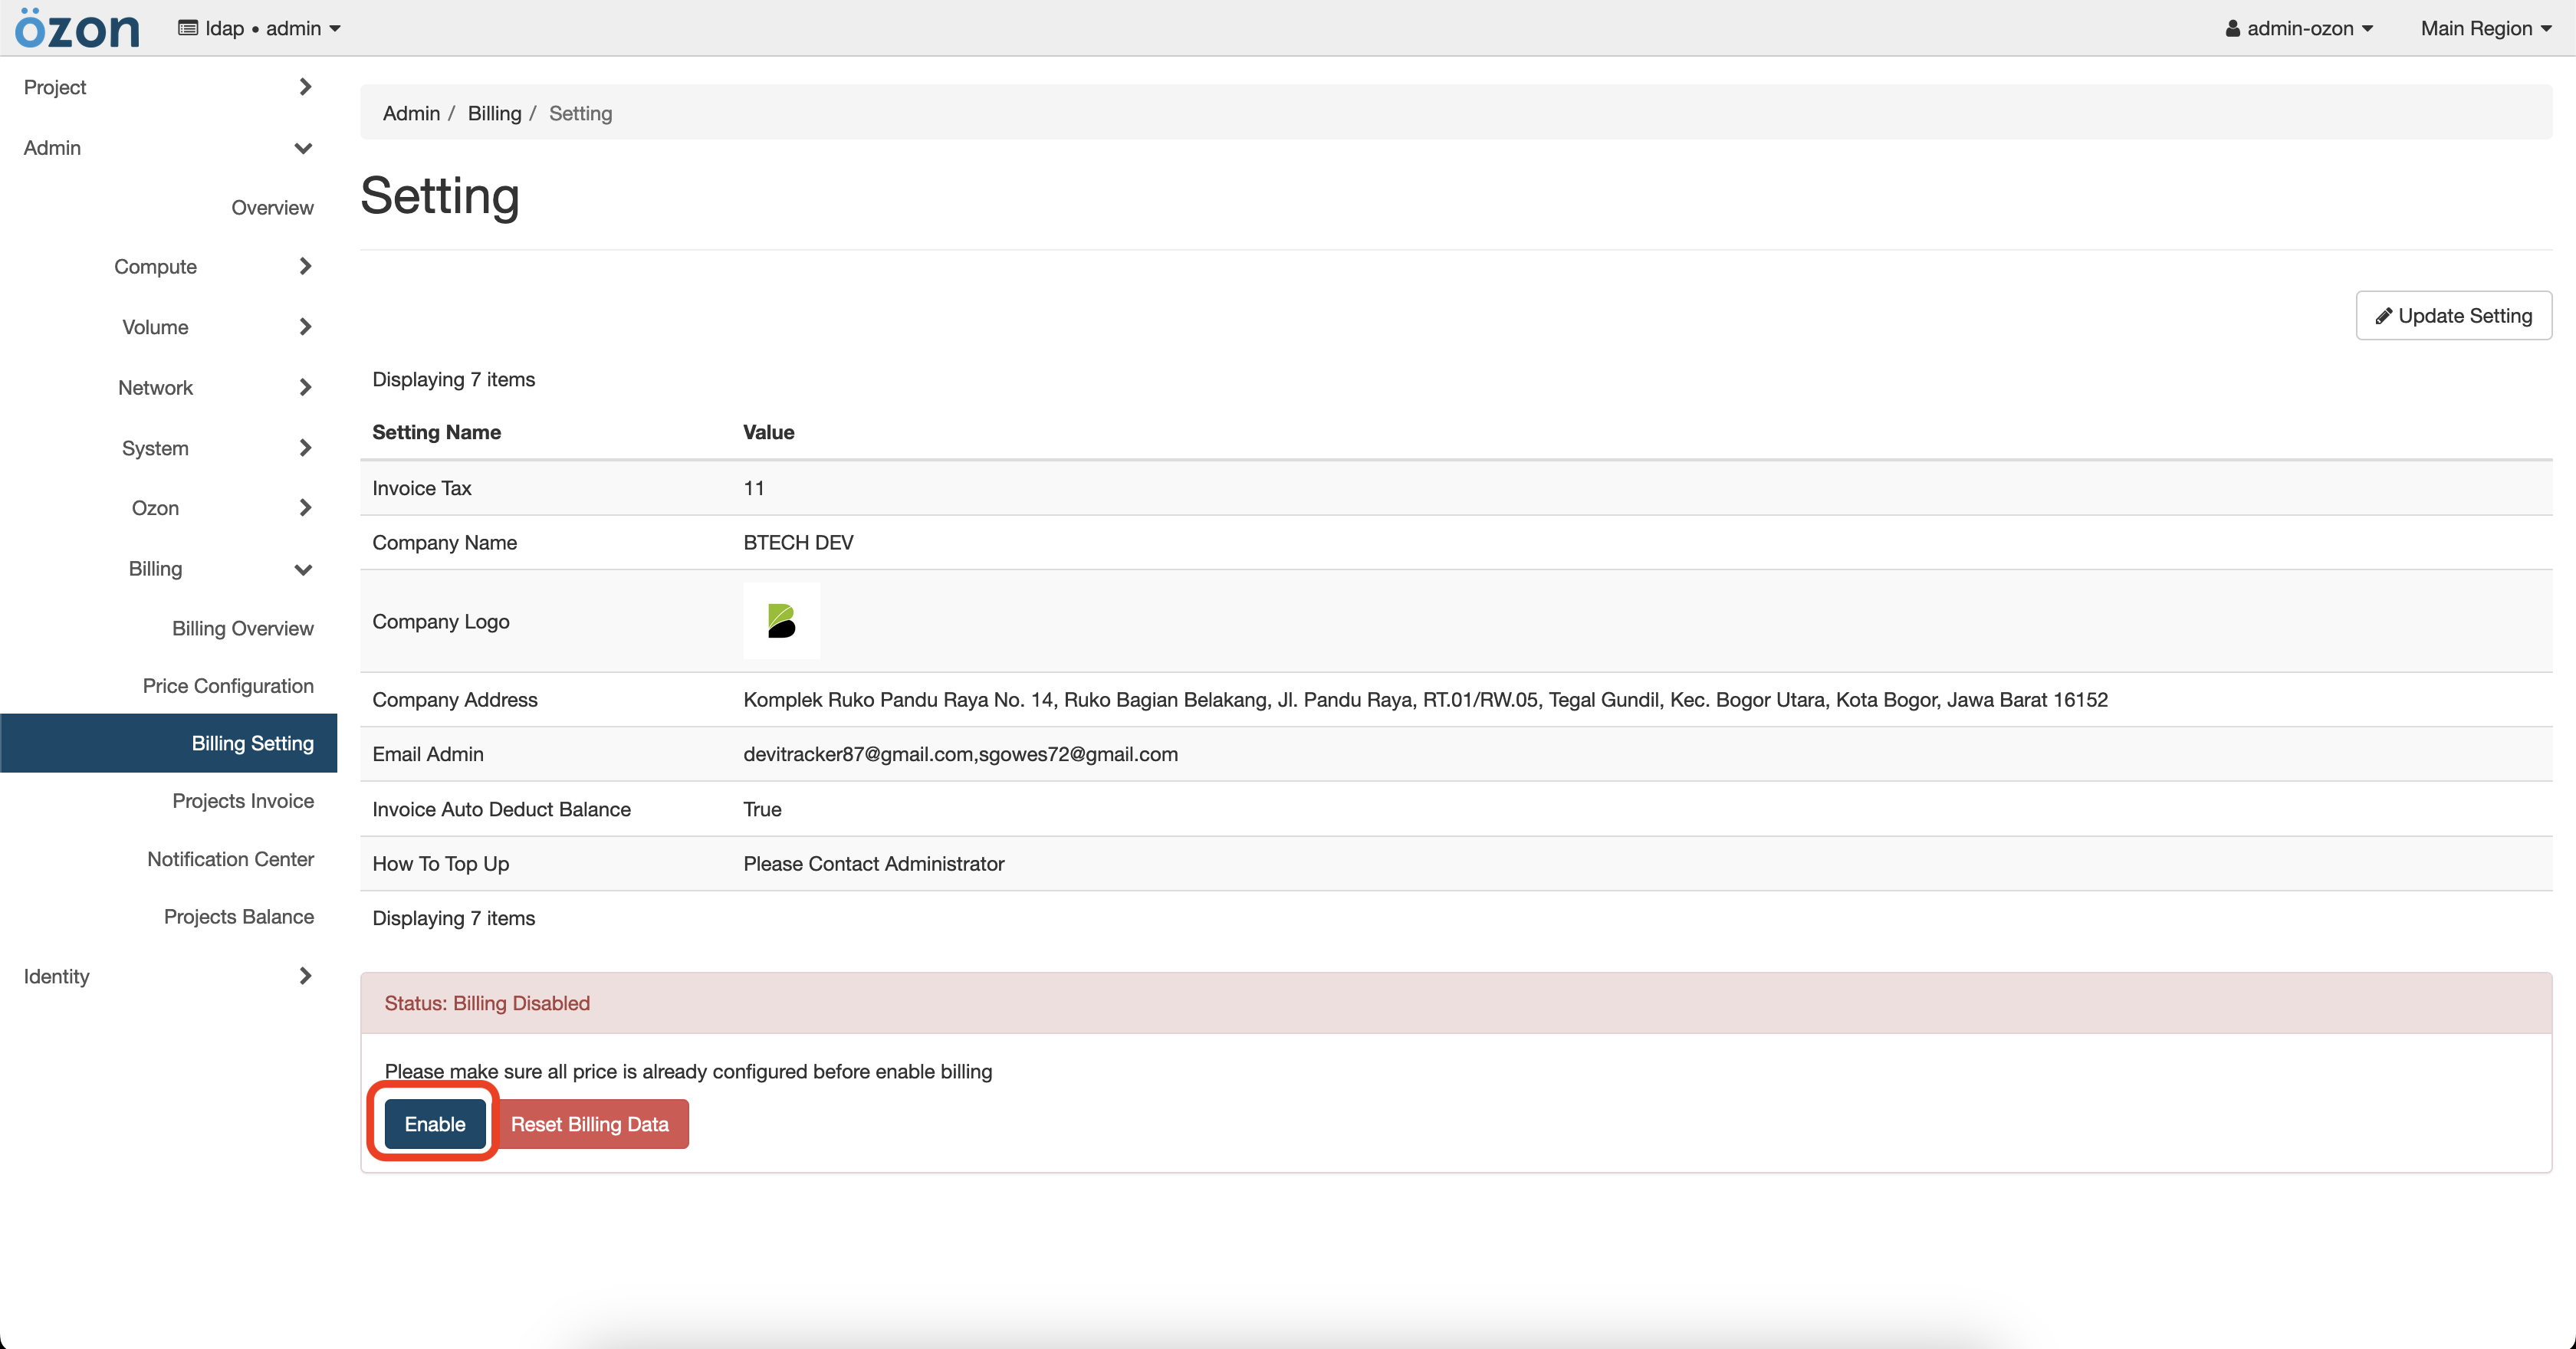 özon
ldap • admin
admin-ozon
Main Region
Project
Admin
Overview
Compute
Volume
Network
System
Ozon
Billing
Billing Overview
Price Configuration
Billing Setting
Projects Invoice
Notification Center
Projects Balance
Identity
Admin / Billing / Setting
Setting
Update Setting
Displaying 7 items
Setting Name Value
Invoice Tax 11
Company Name BTECH DEV
Company Logo
Company Address Komplek Ruko Pandu Raya No. 14, Ruko Bagian Belakang, Jl. Pandu Raya, RT.01/RW.05, Tegal Gundil, Kec. Bogor Utara, Kota Bogor, Jawa Barat 16152
Email Admin devitracker87@gmail.com,sgowes72@gmail.com
Invoice Auto Deduct Balance True
How To Top Up Please Contact Administrator
Displaying 7 items
Status: Billing Disabled
Please make sure all price is already configured before enable billing
Enable Reset Billing Data